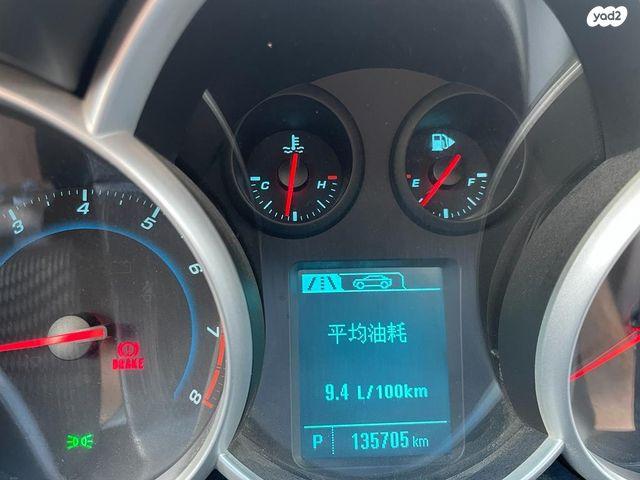 yad2
C H
E F
3 4 5 6 7 8
BRAKE
平均油耗
9.4 L/100km
P 135705 km